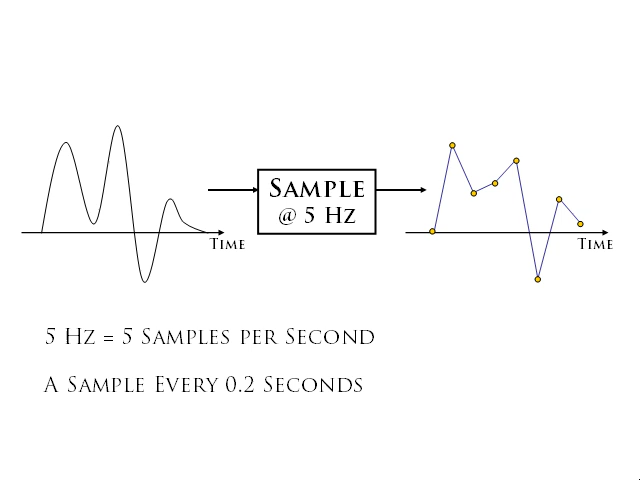 Sample
@ 5 Hz
Time
Time
5 Hz = 5 Samples per Second
A Sample Every 0.2 Seconds